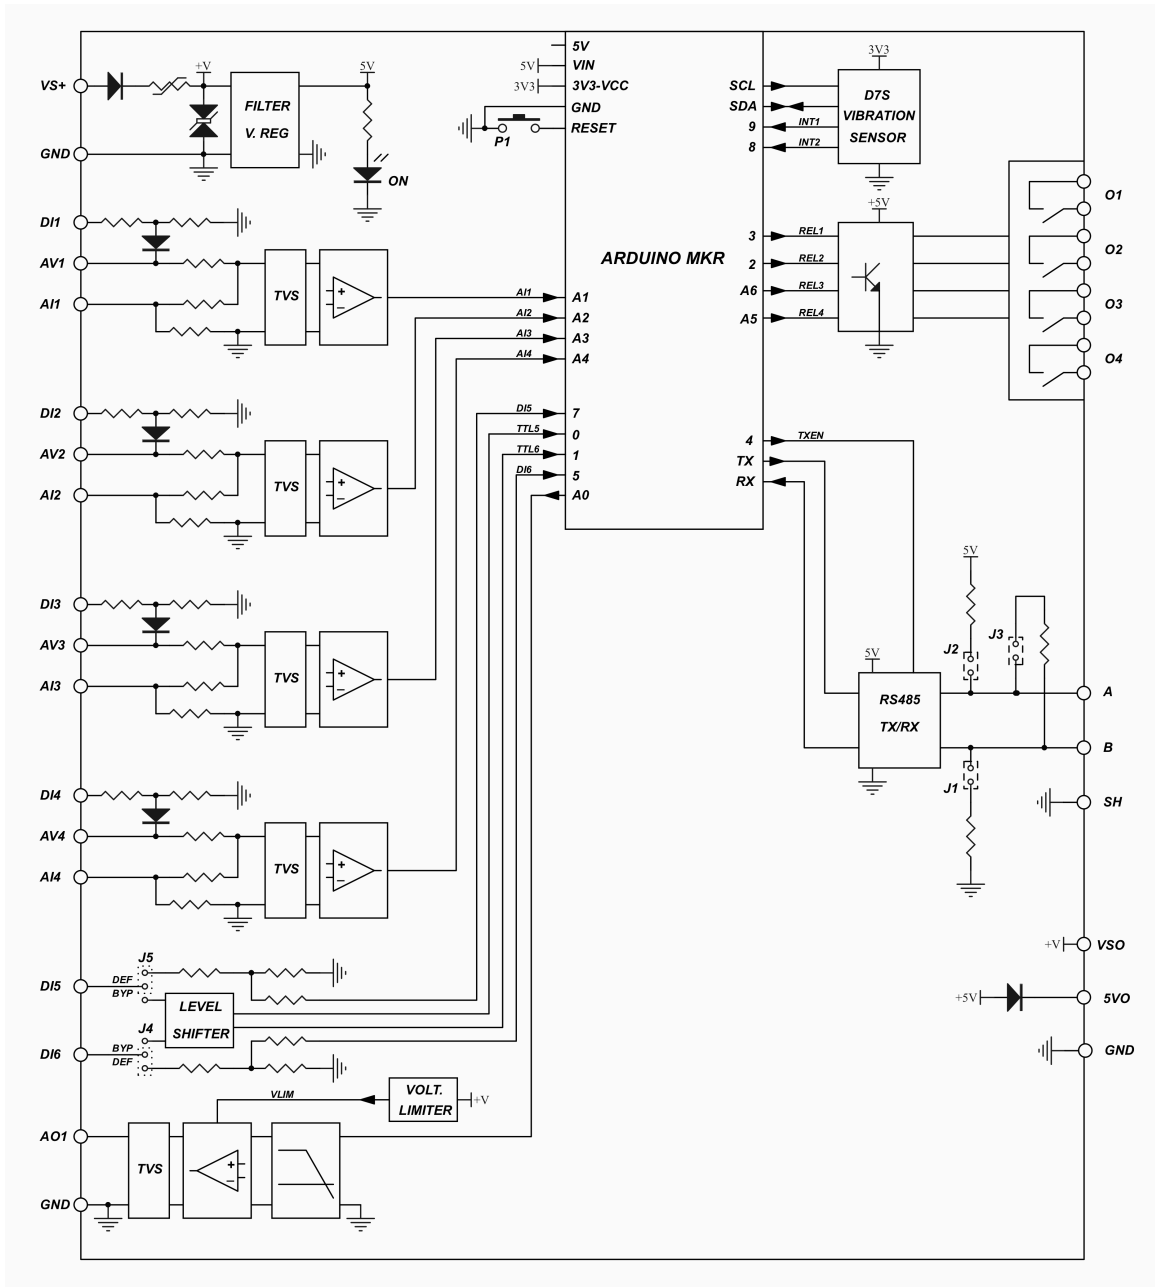 VS+
+V
FILTER
V. REG
5V
GND
ON
DI1
AV1
AI1
TVS
+
−
DI2
AV2
AI2
TVS
+
−
DI3
AV3
AI3
TVS
+
−
DI4
AV4
AI4
TVS
+
−
J5
DI5
DEF
BYP
LEVEL
SHIFTER
J4
DI6
BYP
DEF
VLIM
VOLT.
LIMITER
+V
AO1
TVS
+
−
GND
5V
5V
VIN
3V3
3V3-VCC
GND
RESET
P1
ARDUINO MKR
AI1
A1
AI2
A2
AI3
A3
AI4
A4
DI5
7
TTL5
0
TTL6
1
DI6
5
A0
SCL
SDA
9
INT1
8
INT2
3V3
D7S
VIBRATION
SENSOR
+5V
3
REL1
2
REL2
A6
REL3
A5
REL4
O1
O2
O3
O4
4
TXEN
TX
RX
5V
J2
J3
5V
RS485
TX/RX
A
B
J1
SH
+V
VSO
+5V
5VO
GND